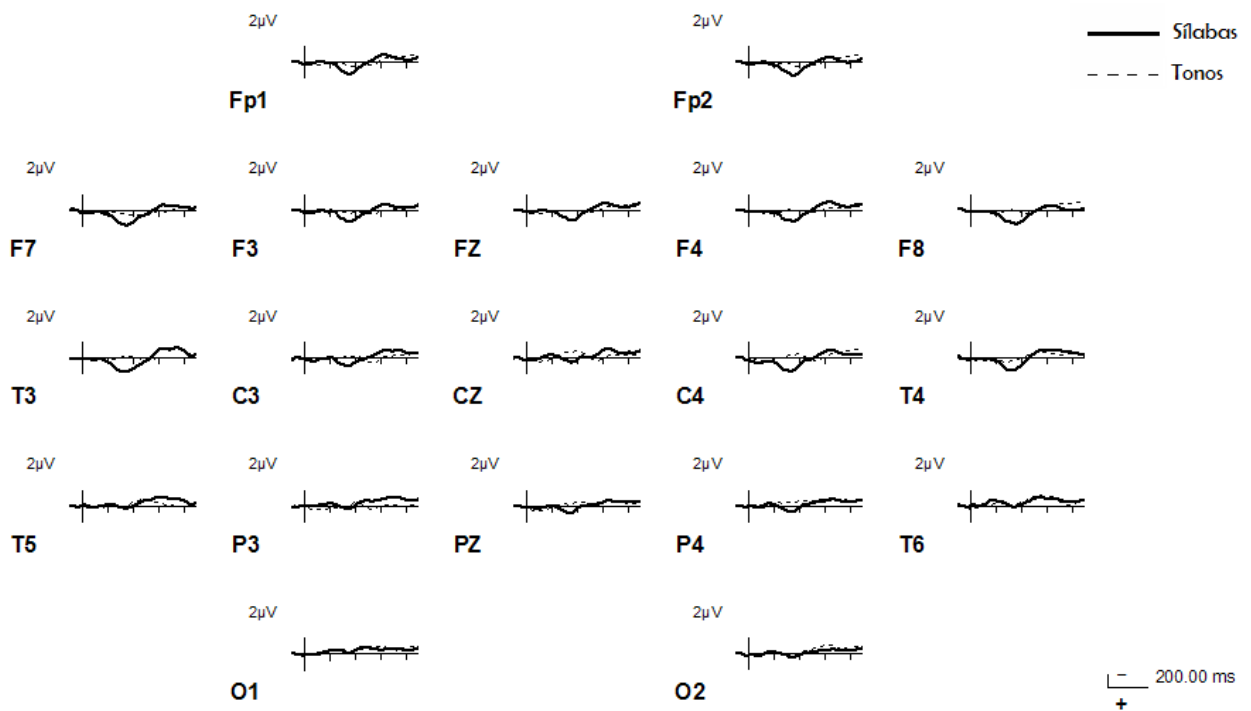 2µV 2µV
Sílabas
Tonos
Fp1 Fp2
2µV 2µV 2µV 2µV 2µV
F7 F3 FZ F4 F8
2µV 2µV 2µV 2µV 2µV
T3 C3 CZ C4 T4
2µV 2µV 2µV 2µV 2µV
T5 P3 PZ P4 T6
2µV 2µV
O1 O2
- 200.00 ms
+